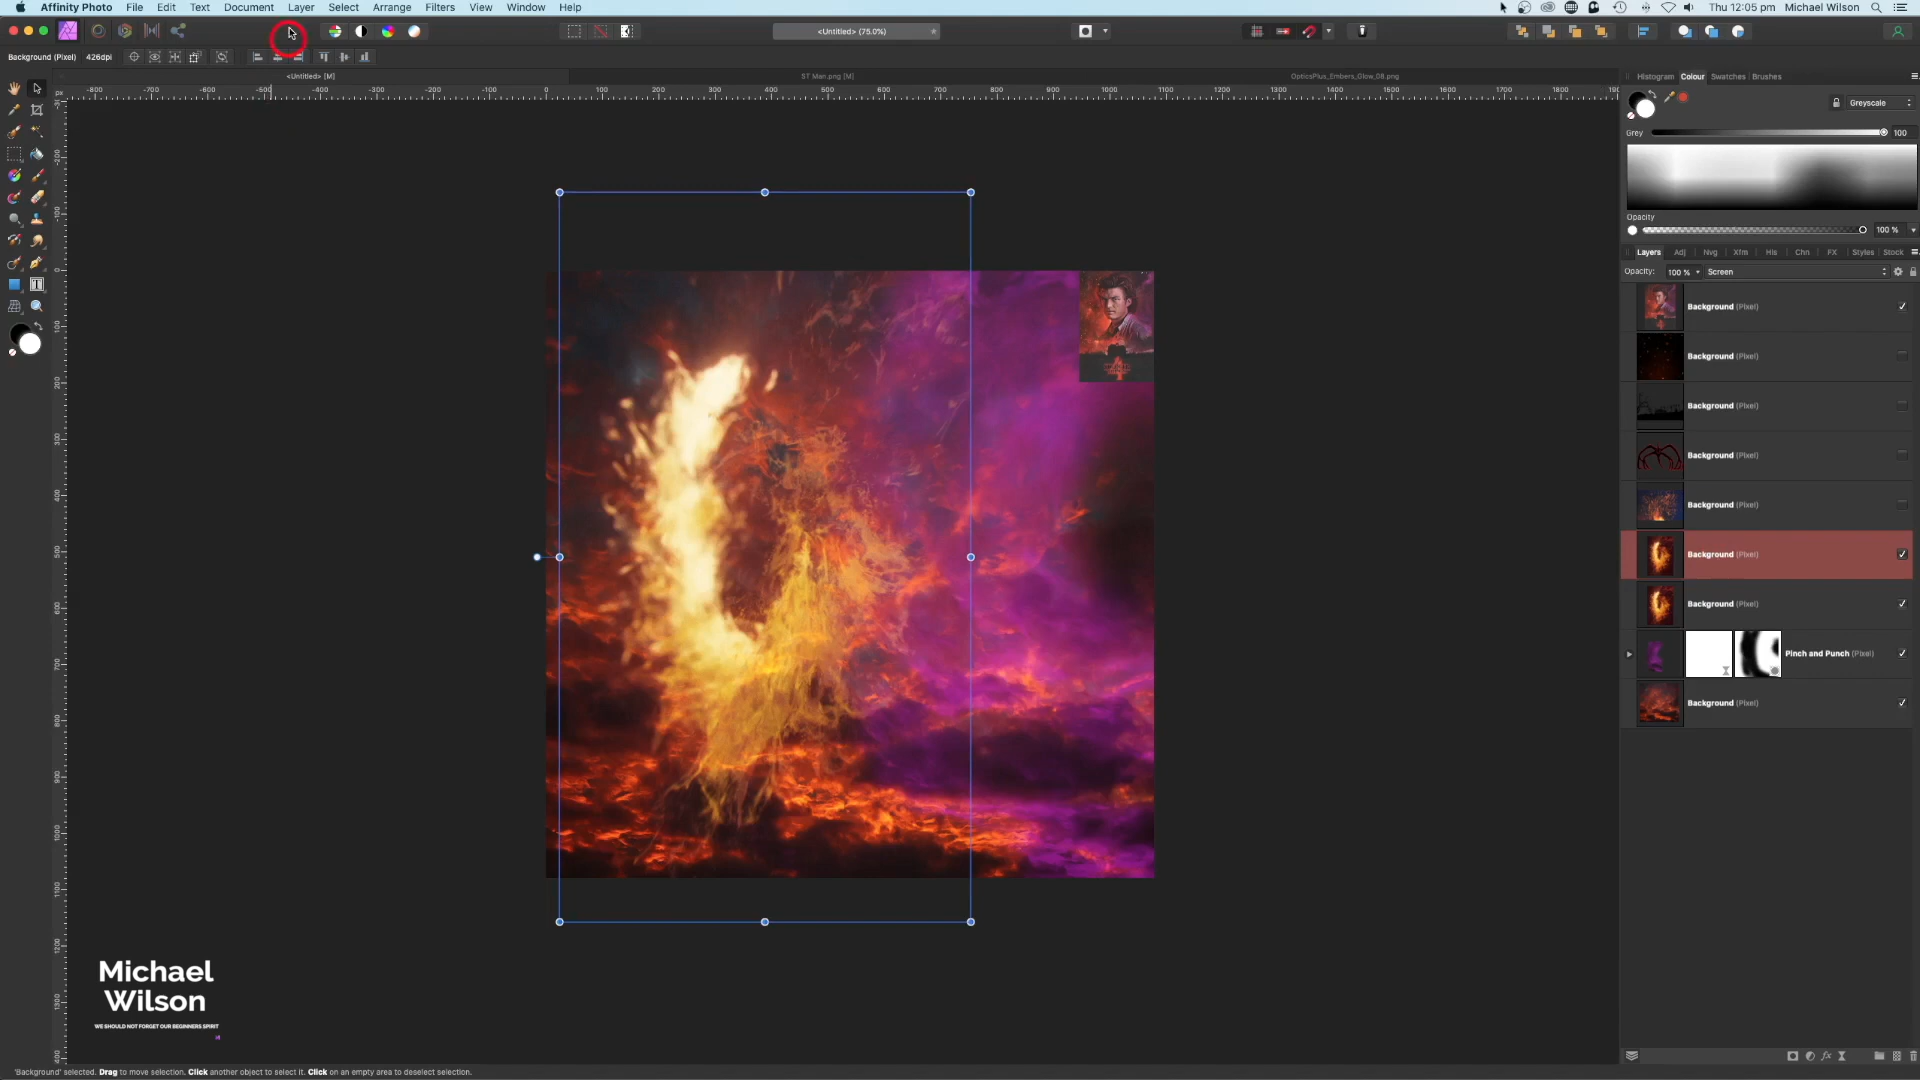 Affinity Photo File Edit Text Document Layer Select Arrange Filters View Window Help
Thu 12:05 pm Michael Wilson
<Untitled> (75.0%)
Background (Pixel) 426dpi
<Untitled> [M]
ST Man.png [M]
OpticsPlus_Embers_Glow_08.png
Histogram Colour Swatches Brushes
Greyscale
Grey 100
Opacity
100 %
Layers Adj Nvg Xfm His Chn FX Styles Stock
Opacity: 100 % Screen
Background (Pixel)
Background (Pixel)
Background (Pixel)
Background (Pixel)
Background (Pixel)
Background (Pixel)
Background (Pixel)
Pinch and Punch (Pixel)
Background (Pixel)
Michael
Wilson
WE SHOULD NOT FORGET OUR BEGINNERS SPIRIT
'Background' selected. Drag to move selection. Click another object to select it. Click on an empty area to deselect selection.